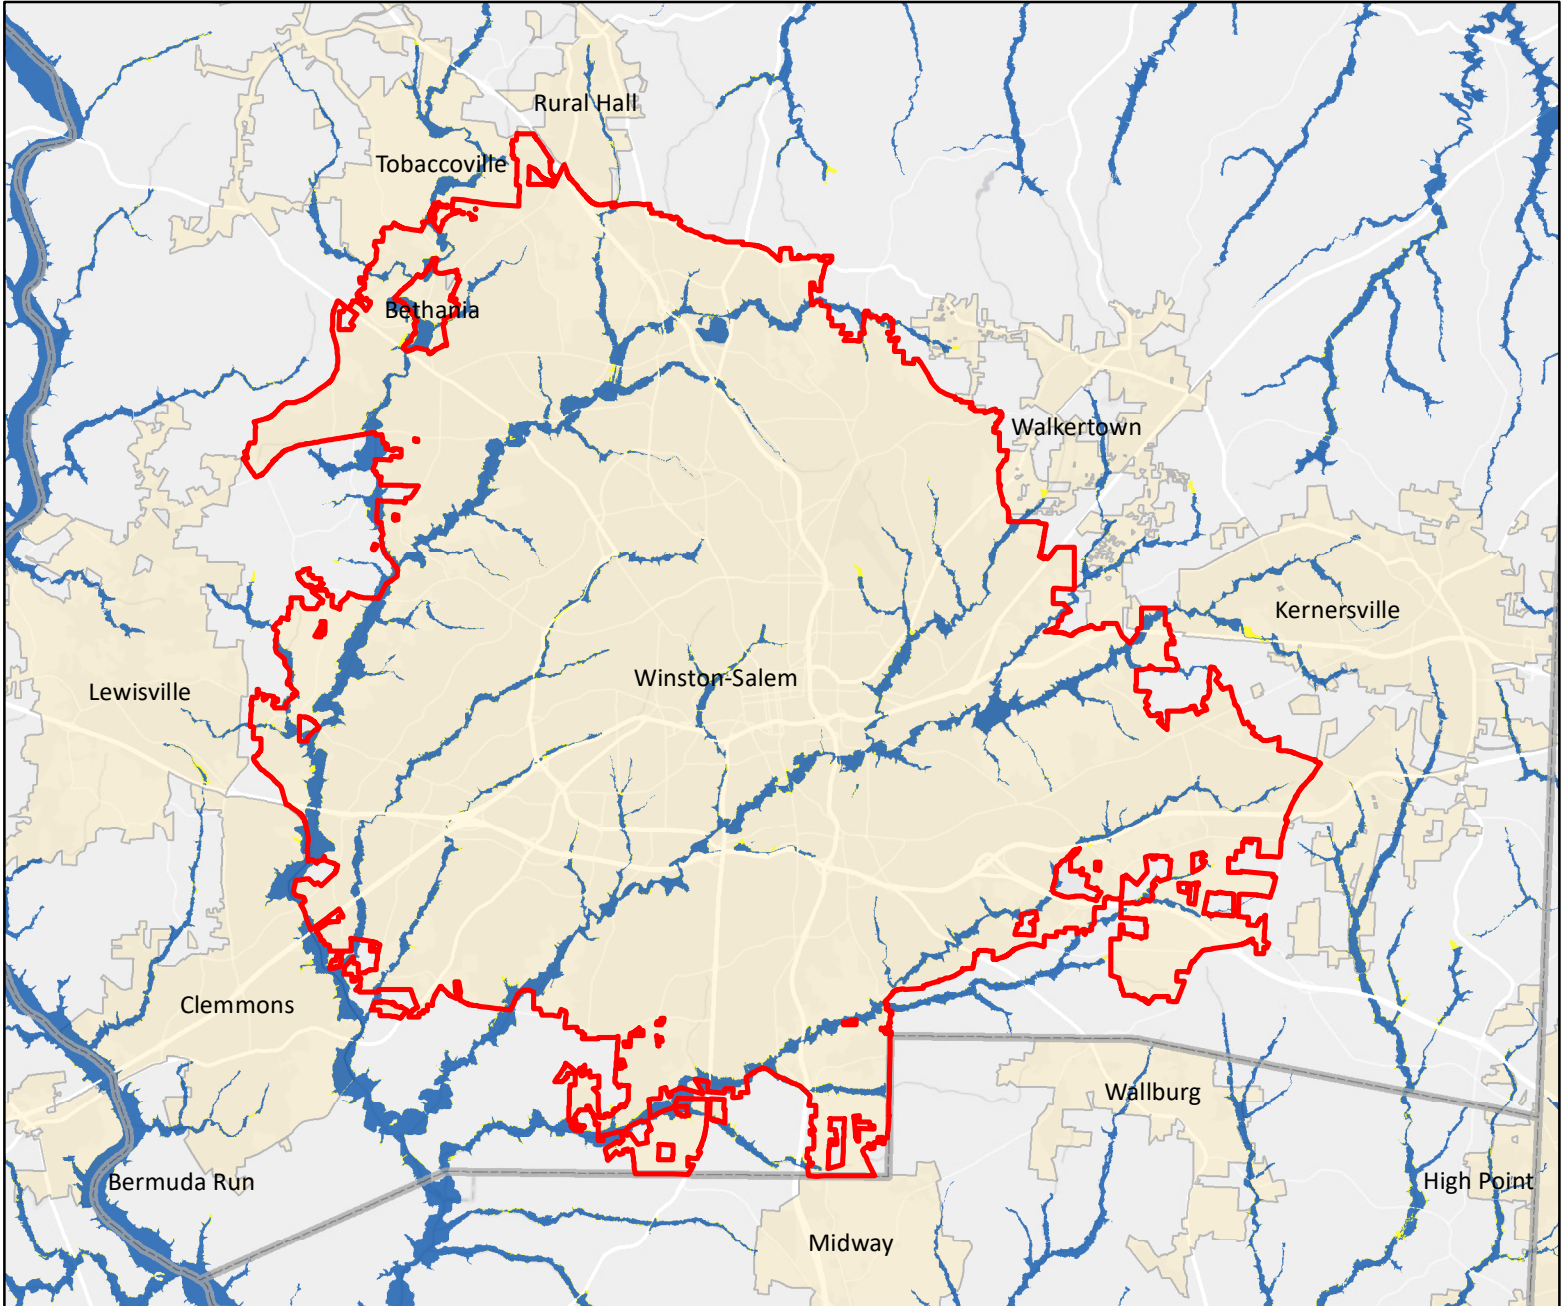 Rural Hall
Tobaccoville
Bethania
Walkertown
Kernersville
Winston-Salem
Lewisville
Clemmons
Wallburg
Bermuda Run
High Point
Midway